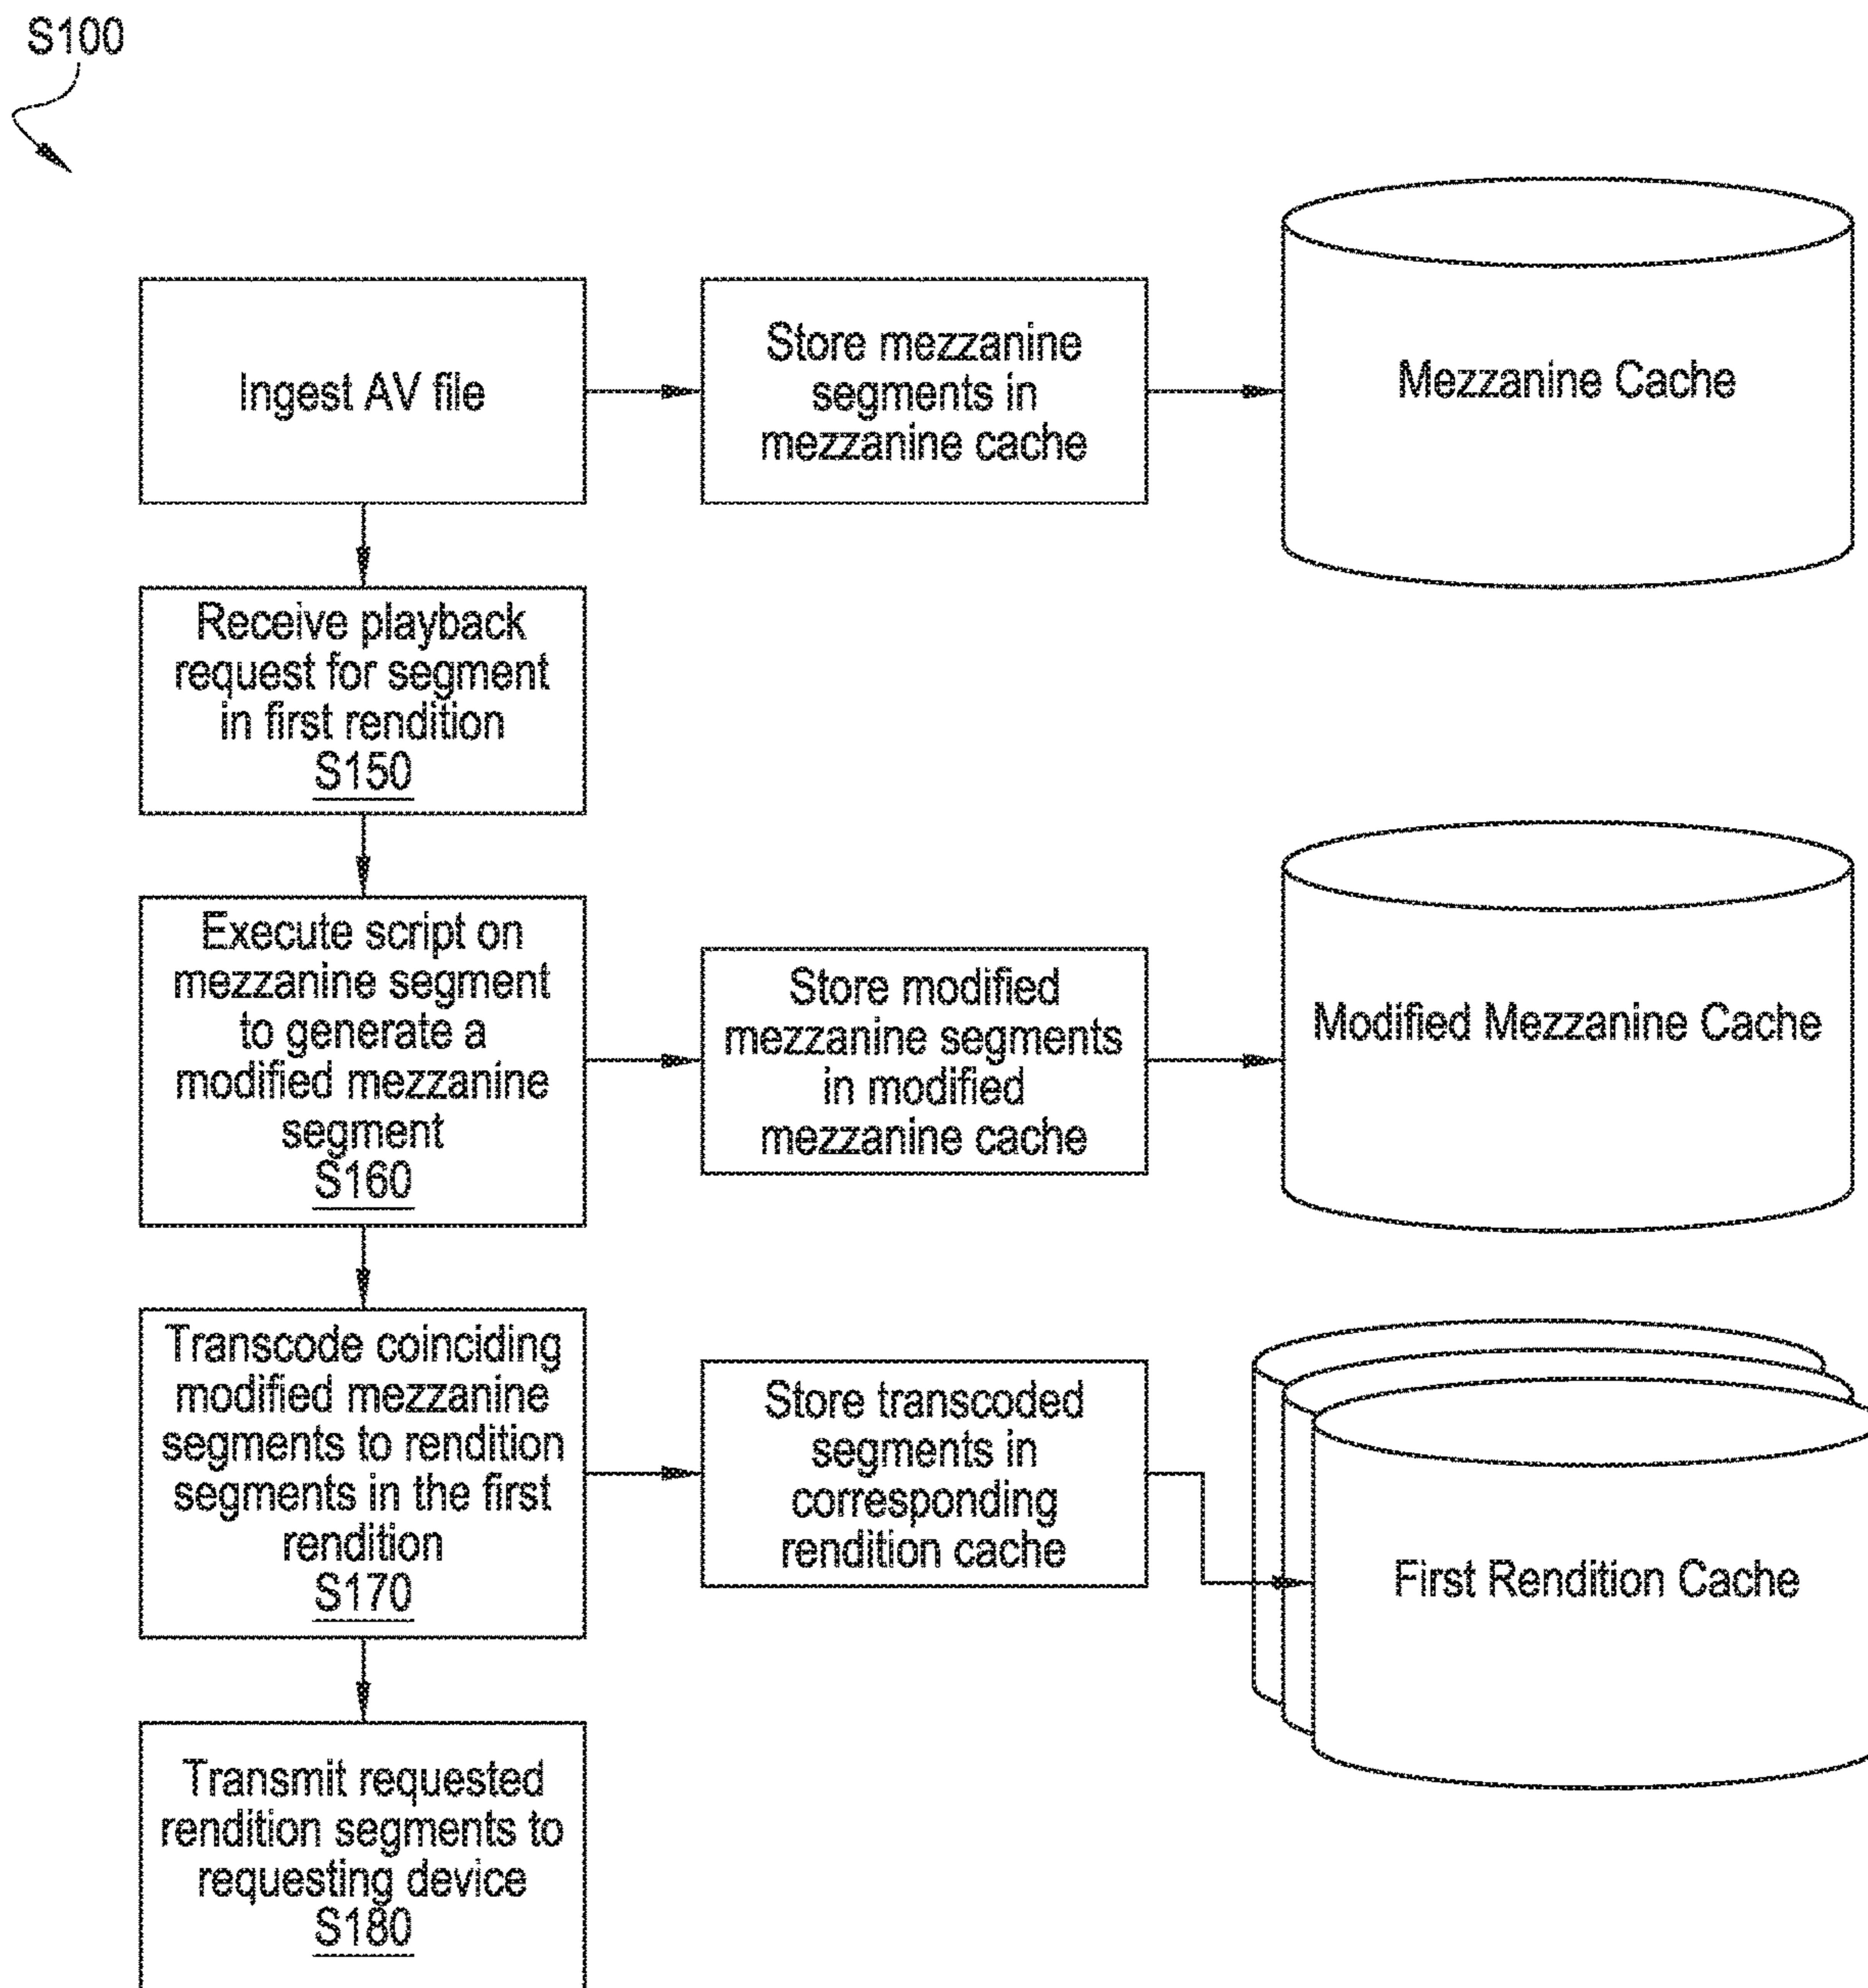 S100
Ingest AV file
Store mezzanine
segments in
mezzanine cache
Mezzanine Cache
Receive playback
request for segment
in first rendition
S150
Execute script on
mezzanine segment
to generate a
modified mezzanine
segment
S160
Store modified
mezzanine segments
in modified
mezzanine cache
Modified Mezzanine Cache
Transcode coinciding
modified mezzanine
segments to rendition
segments in the first
rendition
S170
Store transcoded
segments in
corresponding
rendition cache
First Rendition Cache
Transmit requested
rendition segments to
requesting device
S180